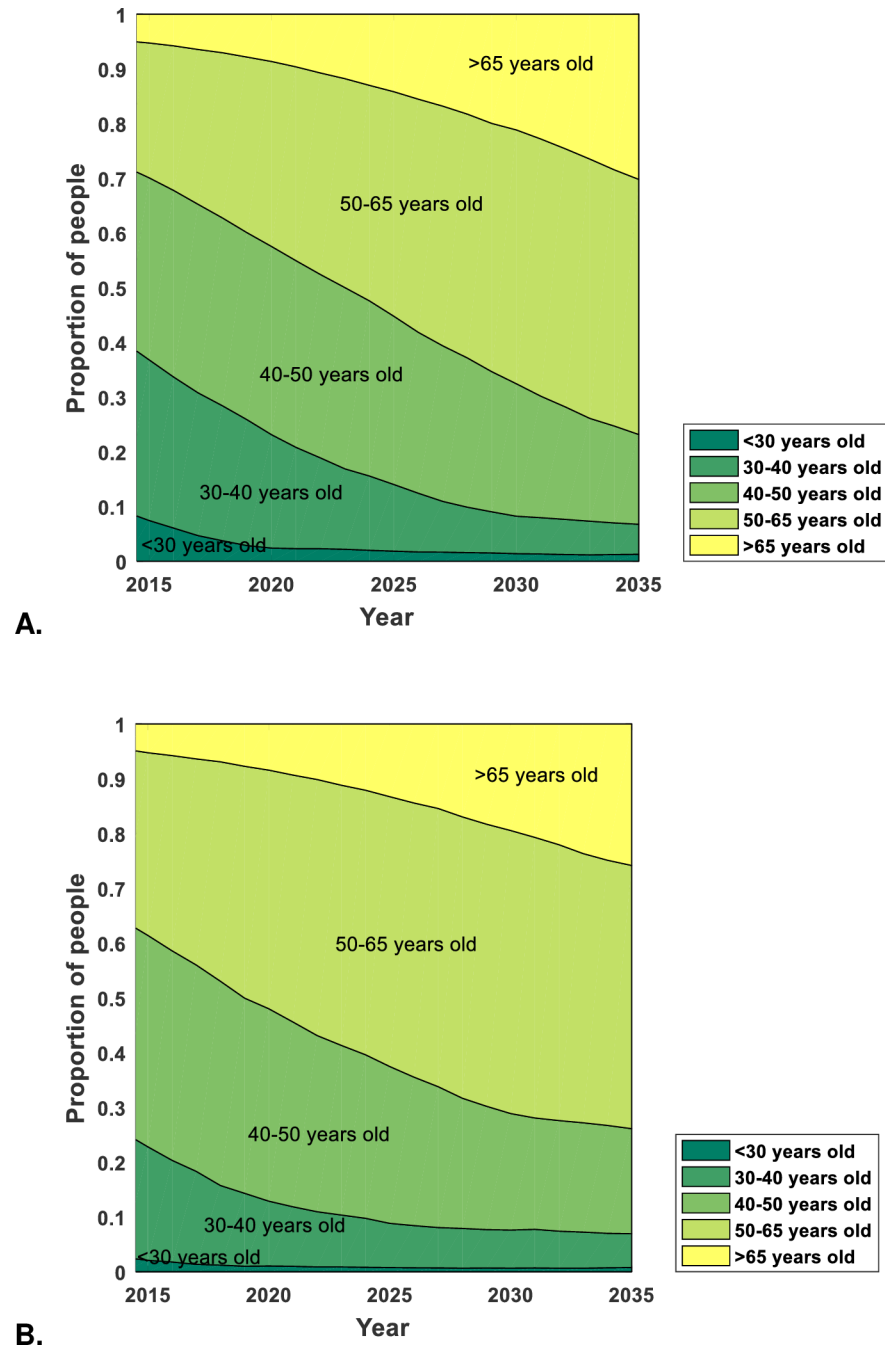 1
0.9
0.8
0.7
0.6
0.5
0.4
0.3
0.2
0.1
0
Proportion of people
>65 years old
50-65 years old
40-50 years old
30-40 years old
<30 years old
2015 2020 2025 2030 2035
Year
<30 years old
30-40 years old
40-50 years old
50-65 years old
>65 years old
A.
1
0.9
0.8
0.7
0.6
0.5
0.4
0.3
0.2
0.1
0
Proportion of people
>65 years old
50-65 years old
40-50 years old
30-40 years old
<30 years old
2015 2020 2025 2030 2035
Year
<30 years old
30-40 years old
40-50 years old
50-65 years old
>65 years old
B.